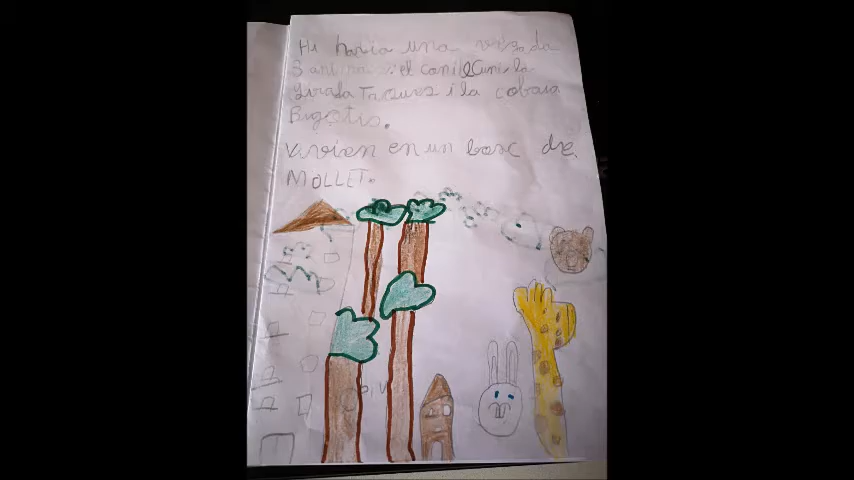 Hi havia una vegada
3 animals: el conill Cuni, la
Girafa Taques i la cobaia
Bigotis.
Vivien en un bosc de
MOLLET.